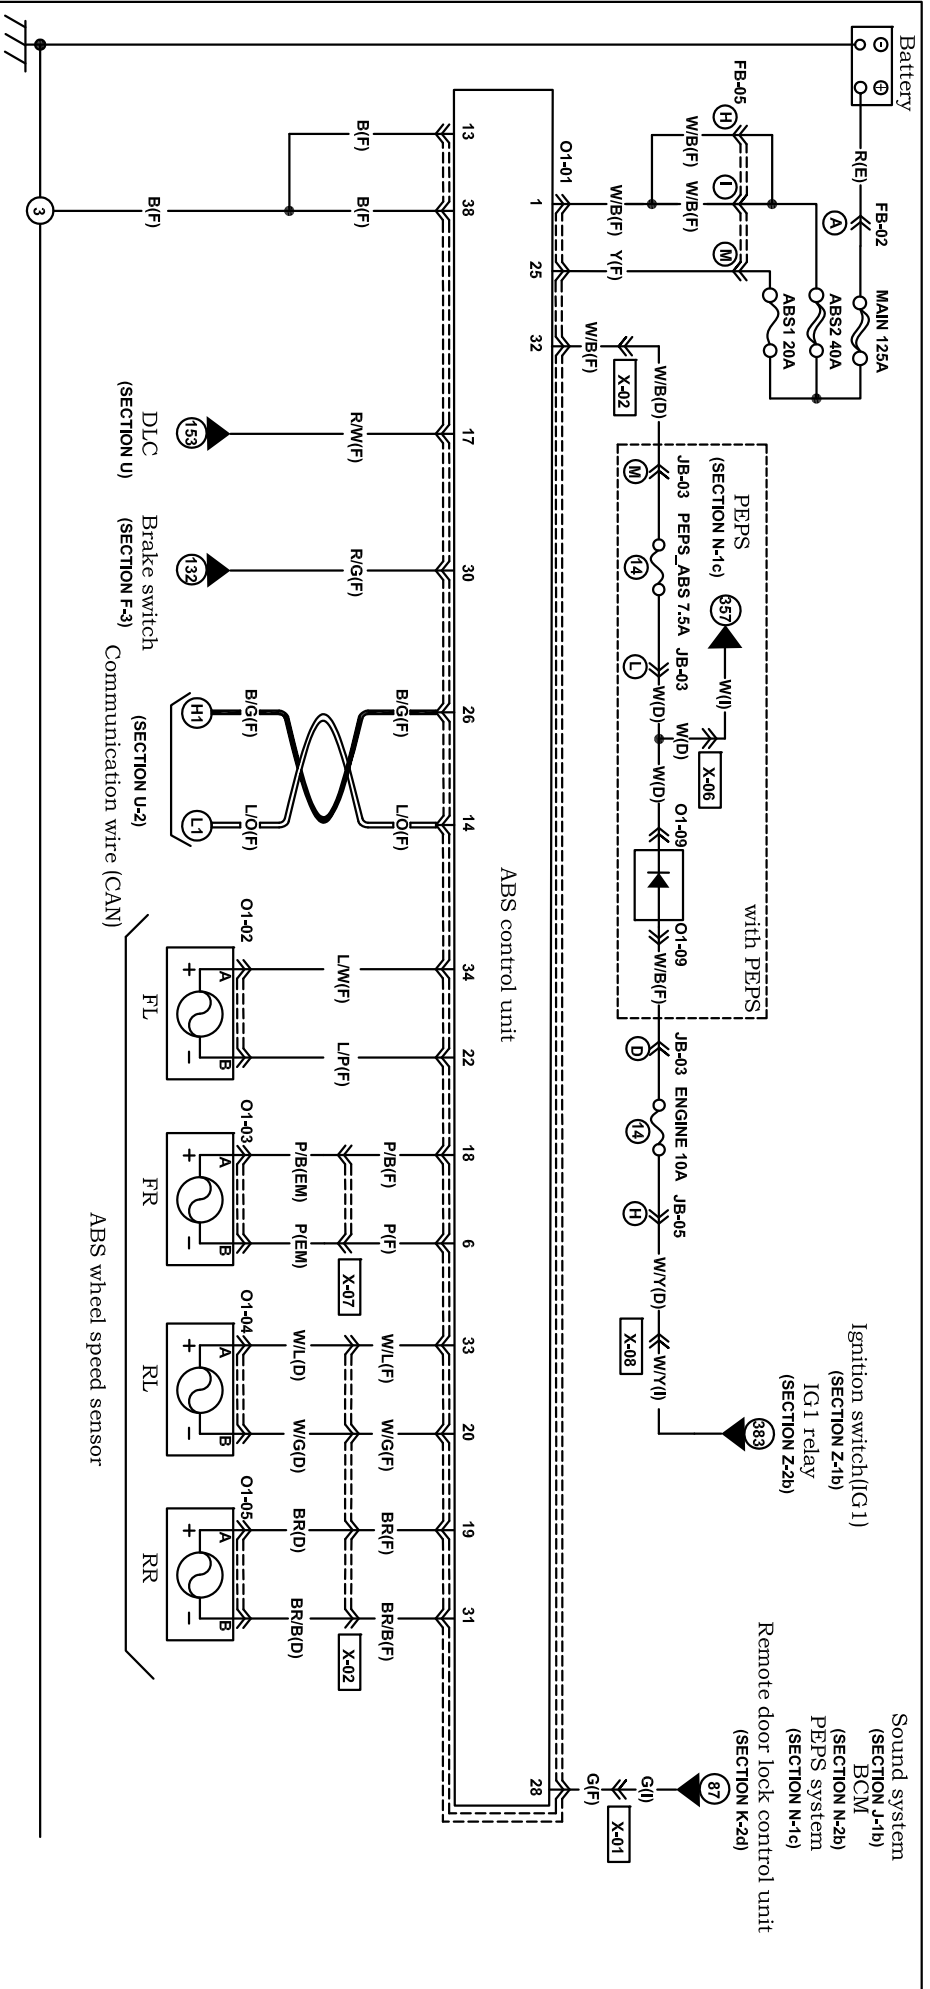 Battery
R(E)
FB-02
A
MAIN 125A
ABS2 40A
ABS1 20A
FB-05
H
I
M
W/B(F)
W/B(F)
W/B(F)
Y(F)
O1-01
1
25
32
W/B(F)
X-02
W/B(D)
PEPS
(SECTION N-1c)
JB-03
M
PEPS_ABS 7.5A
14
JB-03
L
357
W(I)
X-06
W(D)
W(D)
W(D)
O1-09
O1-09
with PEPS
W/B(F)
JB-03
D
ENGINE 10A
14
JB-05
H
W/Y(D)
X-08
W/Y(I)
Ignition switch(IG1)
(SECTION Z-1b)
IG1 relay
(SECTION Z-2b)
383
Sound system
(SECTION J-1b)
BCM
(SECTION N-2b)
PEPS system
(SECTION N-1c)
Remote door lock control unit
(SECTION K-2d)
87
G(I)
X-01
G(F)
28
ABS control unit
13
38
17
30
26
14
34
22
18
6
33
20
19
31
B(F)
B(F)
B(F)
3
R/W(F)
153
DLC
(SECTION U)
R/G(F)
132
Brake switch
(SECTION F-3)
B/G(F)
L/O(F)
B/G(F)
L/O(F)
H1
L1
(SECTION U-2)
Communication wire (CAN)
L/W(F)
L/P(F)
P/B(F)
P(F)
X-07
P/B(EM)
P(EM)
W/L(F)
W/G(F)
BR(F)
BR/B(F)
X-02
W/L(D)
W/G(D)
BR(D)
BR/B(D)
O1-02
A
B
+
−
FL
O1-03
A
B
+
−
FR
O1-04
A
B
+
−
RL
O1-05
A
B
+
−
RR
ABS wheel speed sensor